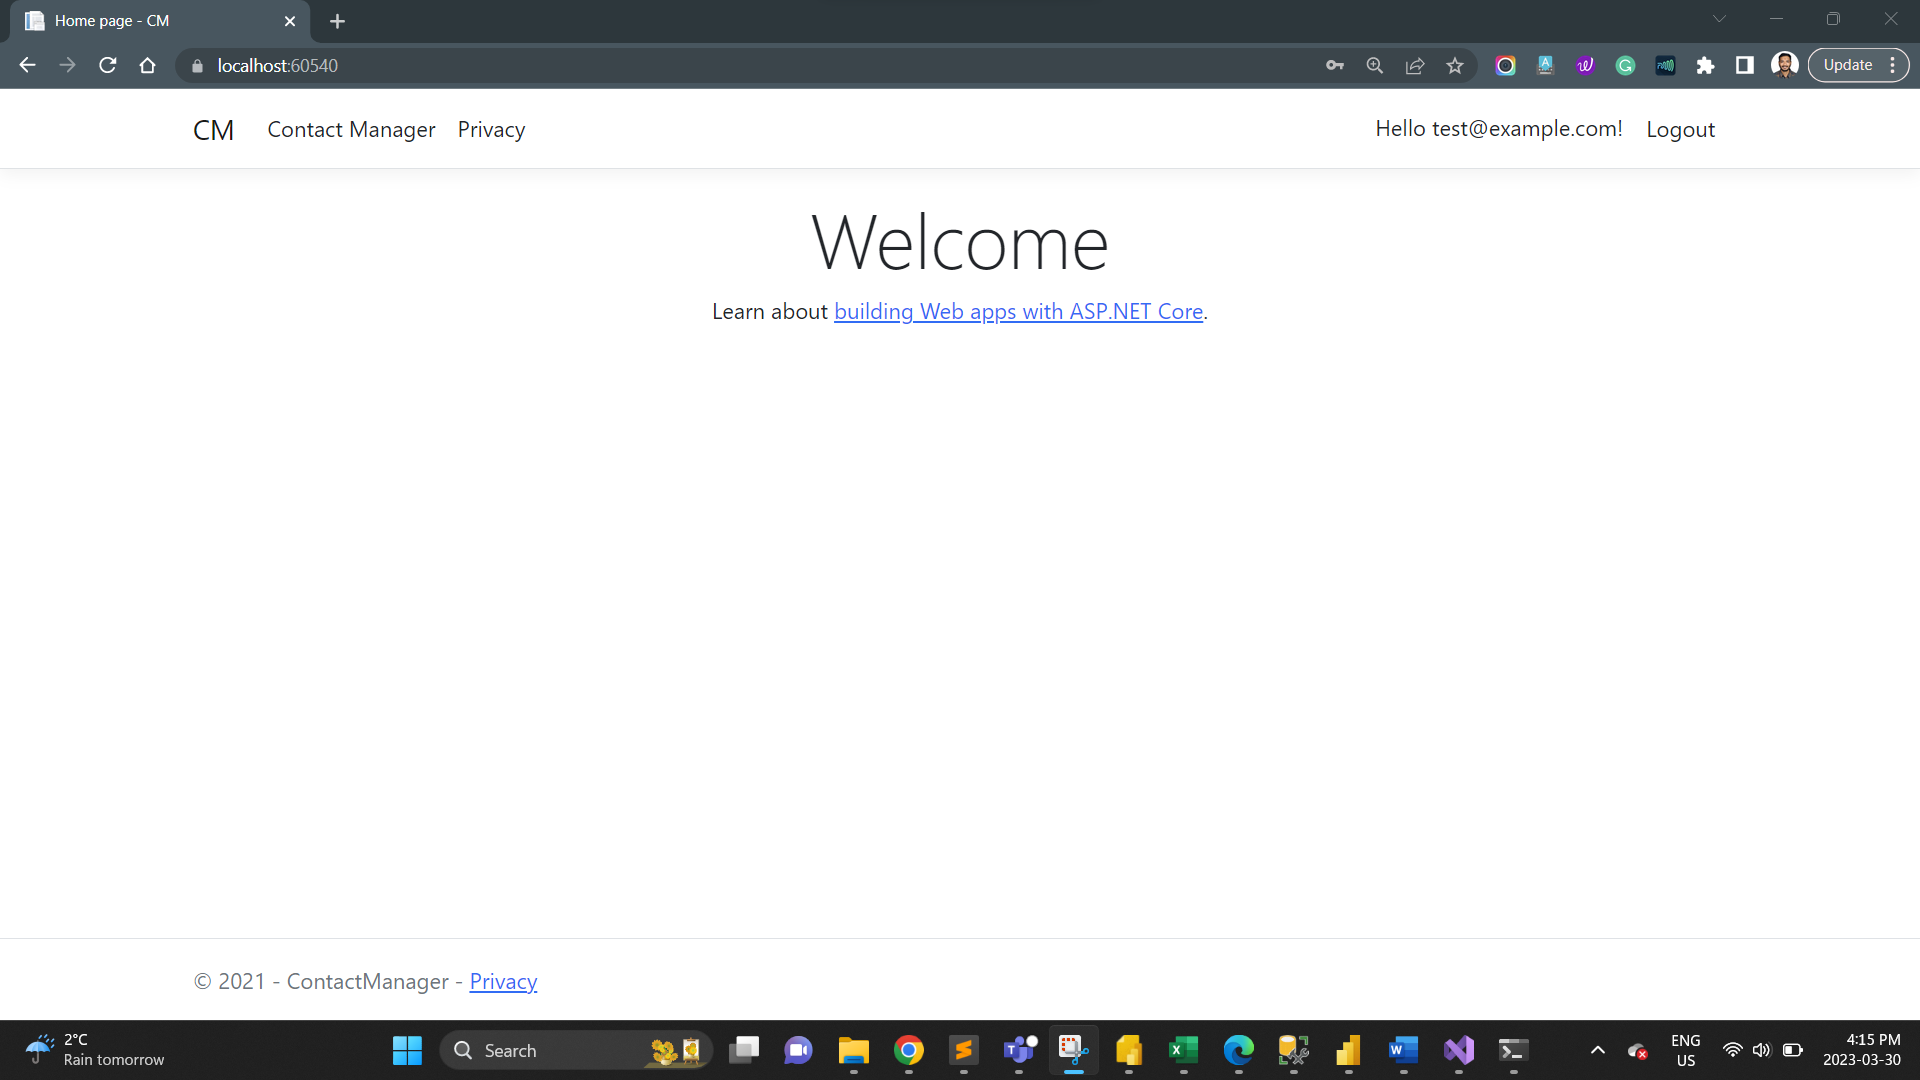 Home page - CM
localhost:60540
Update
CM Contact Manager Privacy Hello test@example.com! Logout
Welcome
Learn about building Web apps with ASP.NET Core.
© 2021 - ContactManager - Privacy
2°C
Rain tomorrow
Search
ENG
US
4:15 PM
2023-03-30